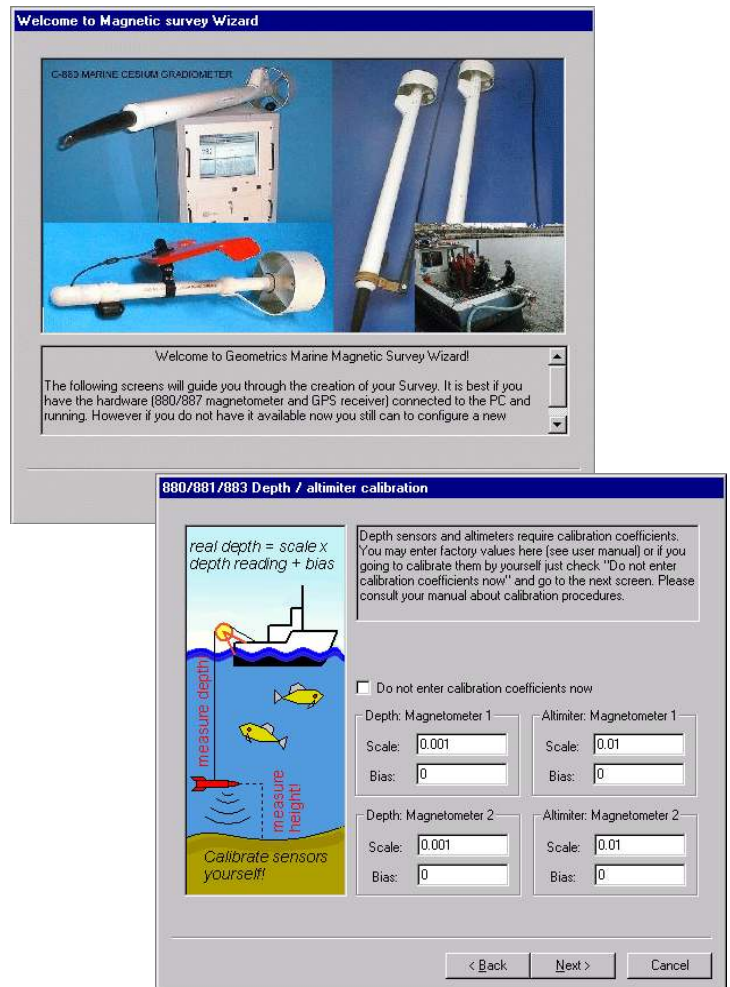 Welcome to Magnetic survey Wizard
C-880 MARINE CESIUM GRADIOMETER
Welcome to Geometrics Marine Magnetic Survey Wizard!
The following screens will guide you through the creation of your Survey. It is best if you
have the hardware (880/887 magnetometer and GPS receiver) connected to the PC and
running. However if you do not have it available now you still can to configure a new
880/881/883 Depth / altimiter calibration
real depth = scale x
depth reading + bias
measure depth
measure
height!
Calibrate sensors
yourself!
Depth sensors and altimeters require calibration coefficients.
You may enter factory values here (see user manual) or if you
going to calibrate them by yourself just check "Do not enter
calibration coefficients now" and go to the next screen. Please
consult your manual about calibration procedures.
Do not enter calibration coefficients now
Depth: Magnetometer 1
Scale: 0.001
Bias: 0
Altimiter: Magnetometer 1
Scale: 0.01
Bias: 0
Depth: Magnetometer 2
Scale: 0.001
Bias: 0
Altimiter: Magnetometer 2
Scale: 0.01
Bias: 0
< Back
Next >
Cancel